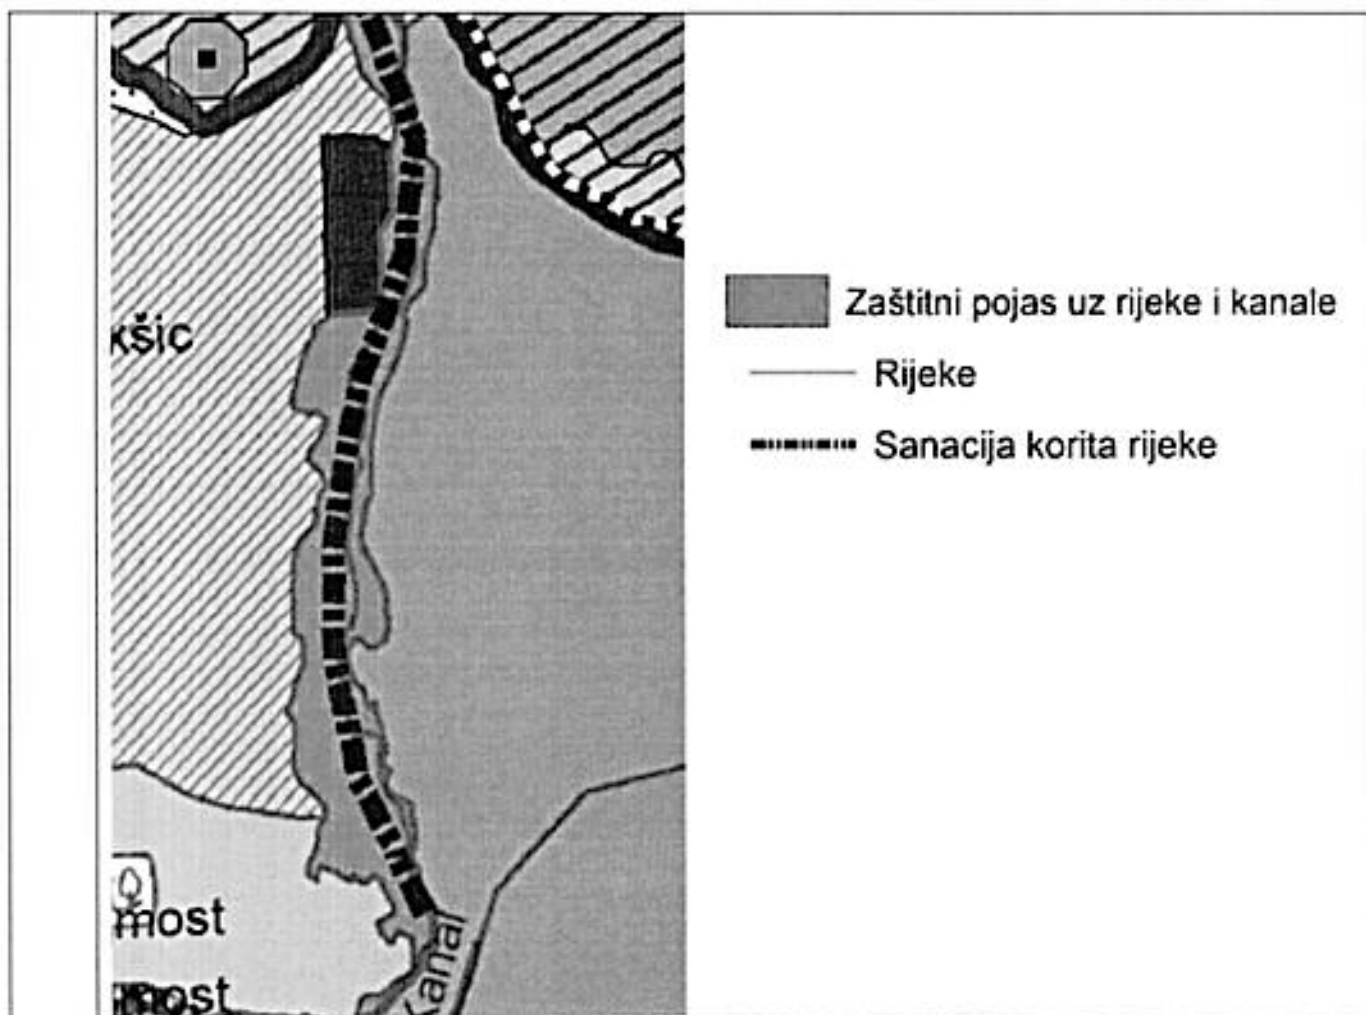 kšić
Zaštitni pojas uz rijeke i kanale
Rijeke
Sanacija korita rijeke
most
most
Kanal